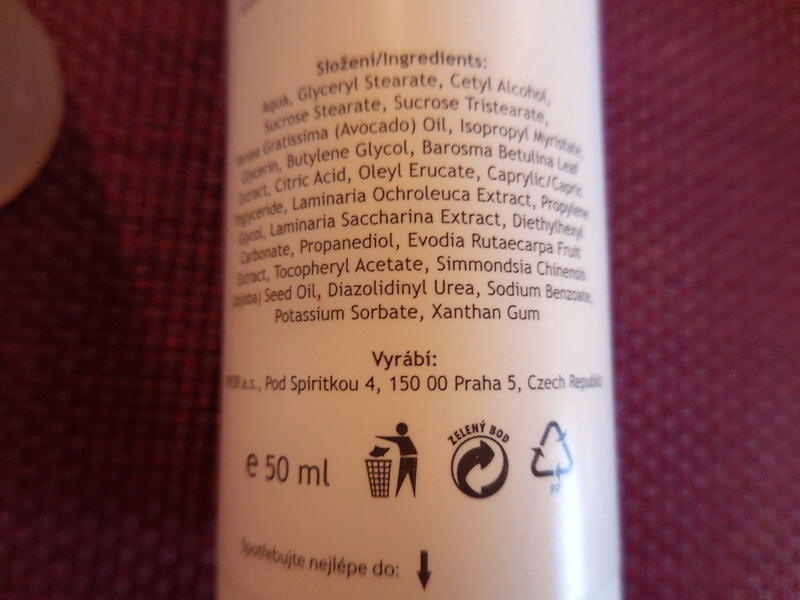 Složení/Ingredients:
Aqua, Glyceryl Stearate, Cetyl Alcohol,
Sucrose Stearate, Sucrose Tristearate,
Gratissima (Avocado) Oil, Isopropyl Myristate,
Glycerin, Butylene Glycol, Barosma Betulina Leaf
Extract, Citric Acid, Oleyl Erucate, Caprylic/Capric
Triglyceride, Laminaria Ochroleuca Extract, Propylene
Glycol, Laminaria Saccharina Extract, Diethylhexyl
Carbonate, Propanediol, Evodia Rutaecarpa Fruit
Extract, Tocopheryl Acetate, Simmondsia Chinensis
(Jojoba) Seed Oil, Diazolidinyl Urea, Sodium Benzoate,
Potassium Sorbate, Xanthan Gum
Vyrábí:
a.s., Pod Spiritkou 4, 150 00 Praha 5, Czech Republic
e 50 ml
ZELENÝ BOD
PP
Spotřebujte nejlépe do: